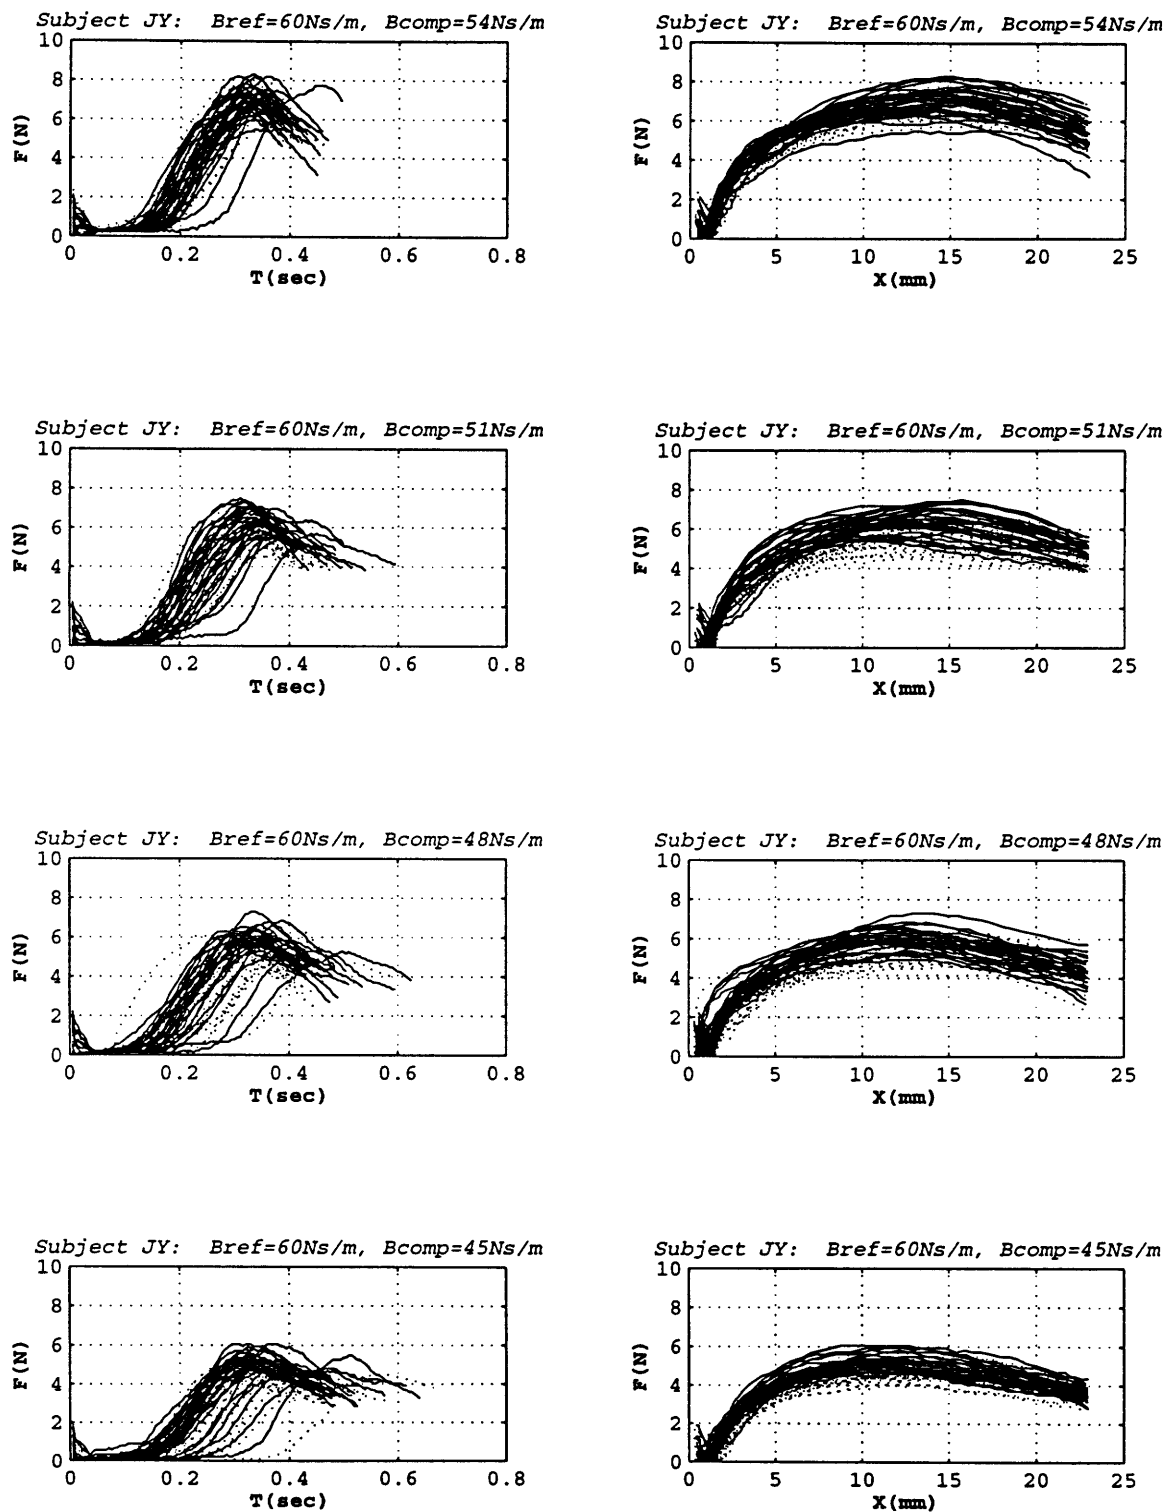 Subject JY: Bref=60Ns/m, Bcomp=54Ns/m
10
8
6
4
2
0
F(N)
0 0.2 0.4 0.6 0.8
T(sec)
Subject JY: Bref=60Ns/m, Bcomp=54Ns/m
10
8
6
4
2
0
F(N)
0 5 10 15 20 25
X(mm)
Subject JY: Bref=60Ns/m, Bcomp=51Ns/m
10
8
6
4
2
0
F(N)
0 0.2 0.4 0.6 0.8
T(sec)
Subject JY: Bref=60Ns/m, Bcomp=51Ns/m
10
8
6
4
2
0
F(N)
0 5 10 15 20 25
X(mm)
Subject JY: Bref=60Ns/m, Bcomp=48Ns/m
10
8
6
4
2
0
F(N)
0 0.2 0.4 0.6 0.8
T(sec)
Subject JY: Bref=60Ns/m, Bcomp=48Ns/m
10
8
6
4
2
0
F(N)
0 5 10 15 20 25
X(mm)
Subject JY: Bref=60Ns/m, Bcomp=45Ns/m
10
8
6
4
2
0
F(N)
0 0.2 0.4 0.6 0.8
T(sec)
Subject JY: Bref=60Ns/m, Bcomp=45Ns/m
10
8
6
4
2
0
F(N)
0 5 10 15 20 25
X(mm)